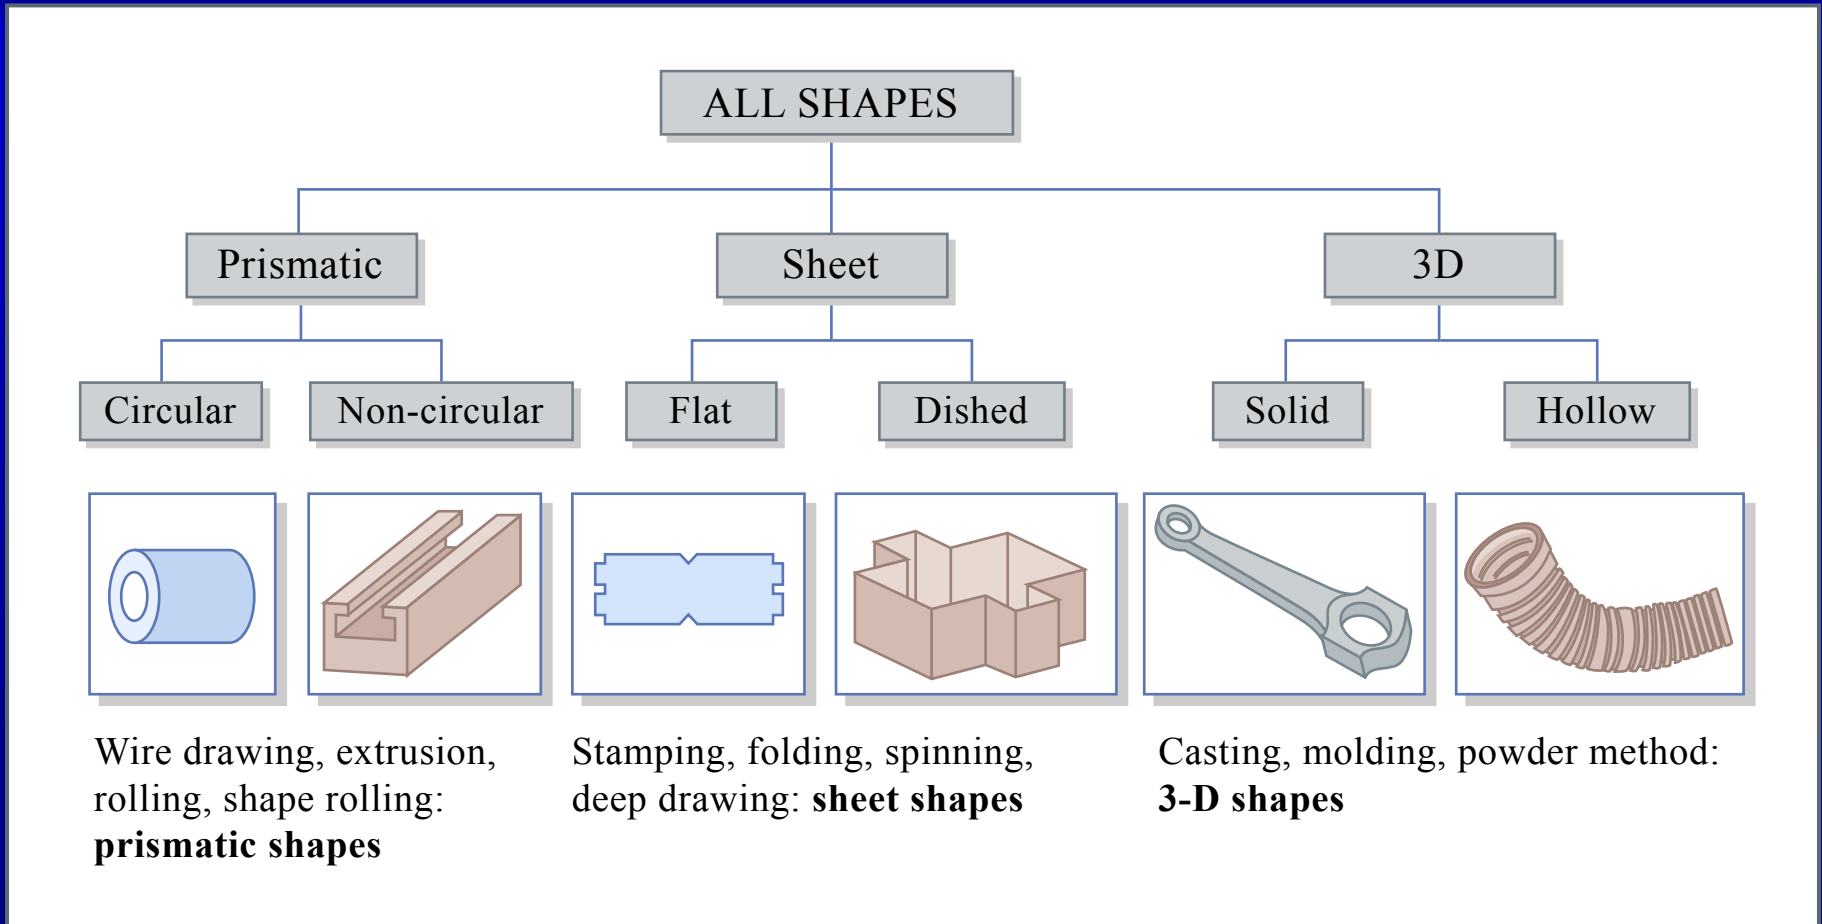 ALL SHAPES
Prismatic
Sheet
3D
Circular
Non-circular
Flat
Dished
Solid
Hollow
Wire drawing, extrusion,
rolling, shape rolling:
prismatic shapes
Stamping, folding, spinning,
deep drawing: sheet shapes
Casting, molding, powder method:
3-D shapes